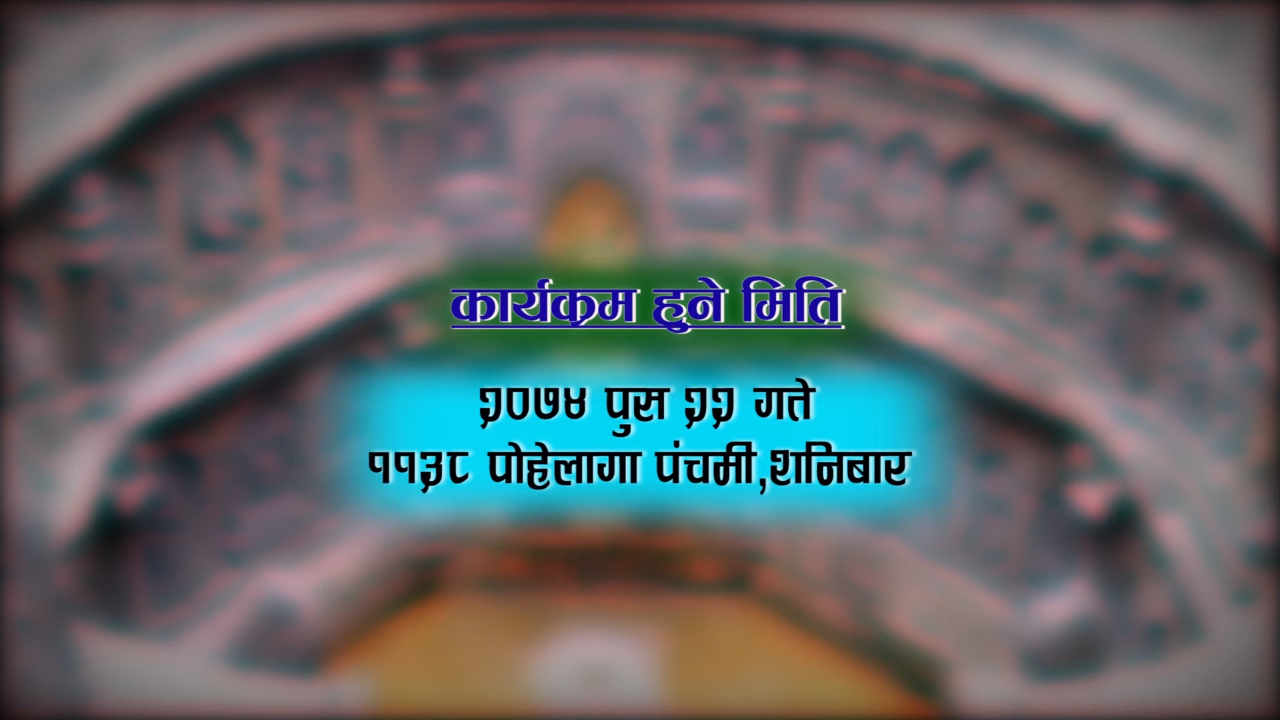 कार्यक्रम हुने मिति
२०७४ पुस २२ गते
११३८ पोहेलागा पंचमी,शनिबार